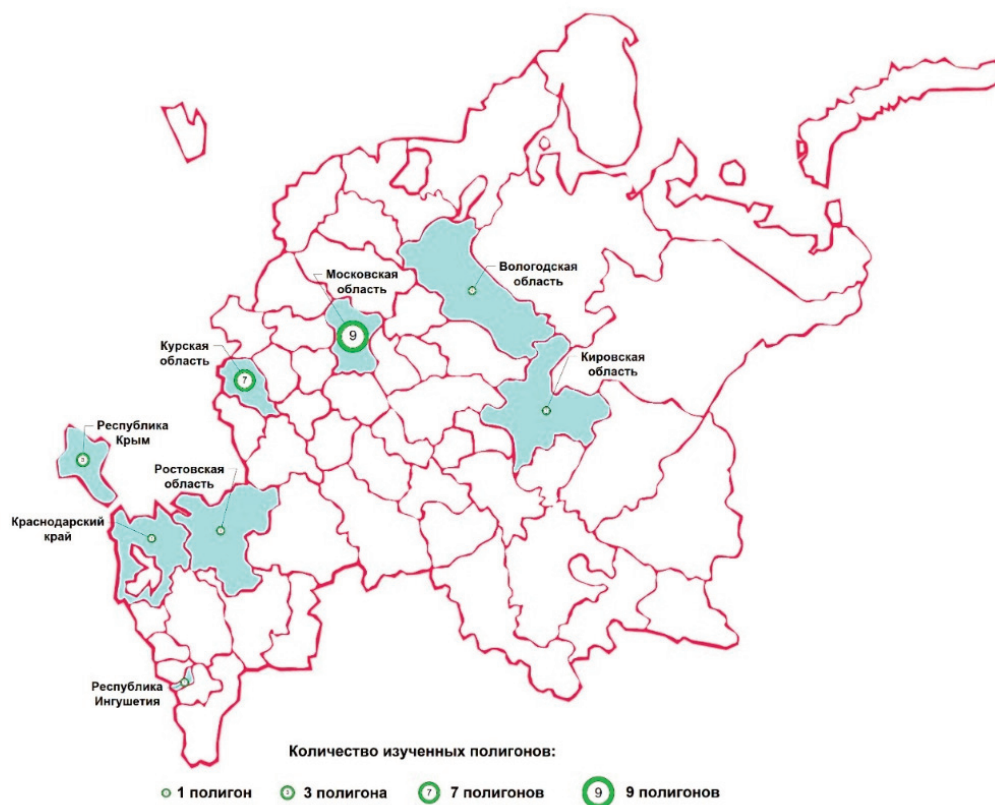 Московская
область
Вологодская
область
9
Курская
область
7
Кировская
область
Республика
Крым
3
Ростовская
область
Краснодарский
край
Республика
Ингушетия
Количество изученных полигонов:
1 полигон 3 3 полигона 7 7 полигонов 9 9 полигонов